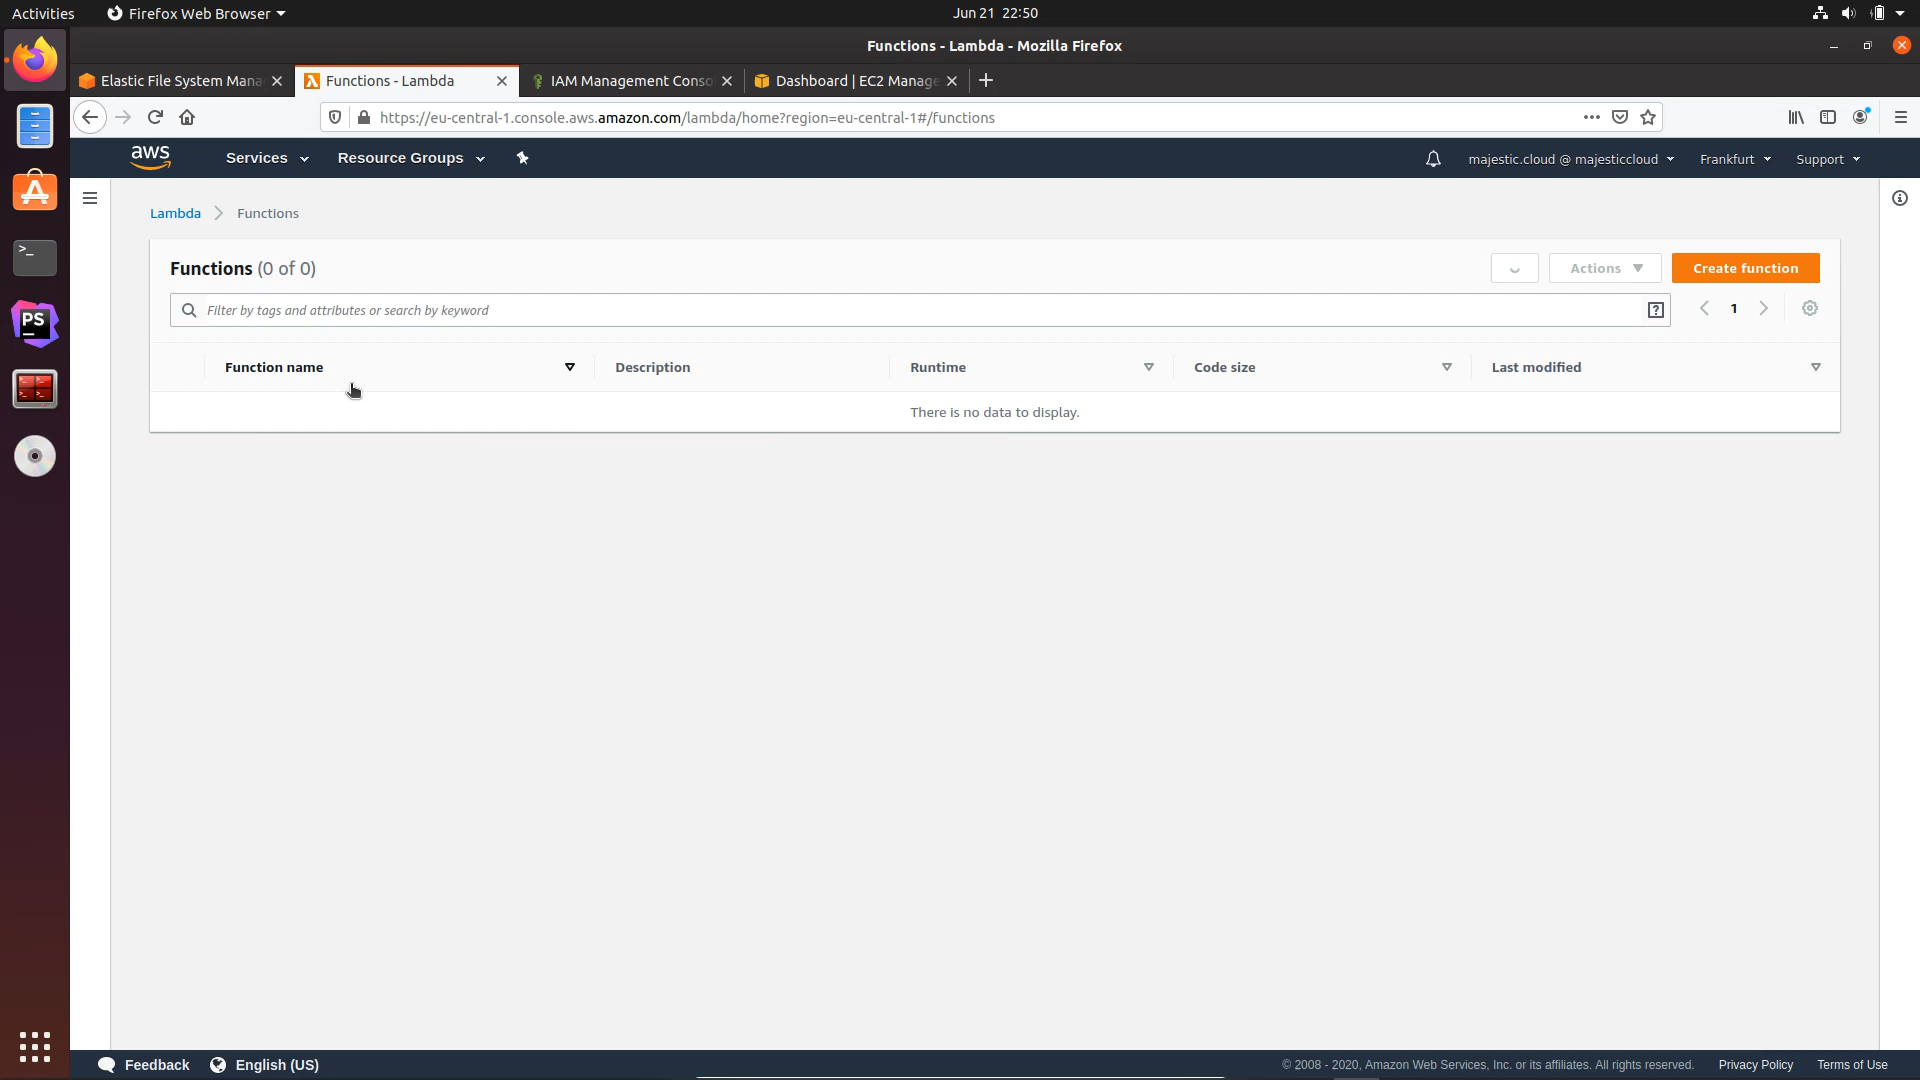 Activities
Firefox Web Browser
Jun 21 22:50
Functions - Lambda - Mozilla Firefox
Elastic File System Mana
Functions - Lambda
IAM Management Conso
Dashboard | EC2 Manage
https://eu-central-1.console.aws.amazon.com/lambda/home?region=eu-central-1#/functions
aws
Services
Resource Groups
majestic.cloud @ majesticcloud
Frankfurt
Support
Lambda
Functions
Functions (0 of 0)
Actions
Create function
Filter by tags and attributes or search by keyword
?
1
Function name
Description
Runtime
Code size
Last modified
There is no data to display.
PS
Feedback
English (US)
© 2008 - 2020, Amazon Web Services, Inc. or its affiliates. All rights reserved.
Privacy Policy
Terms of Use